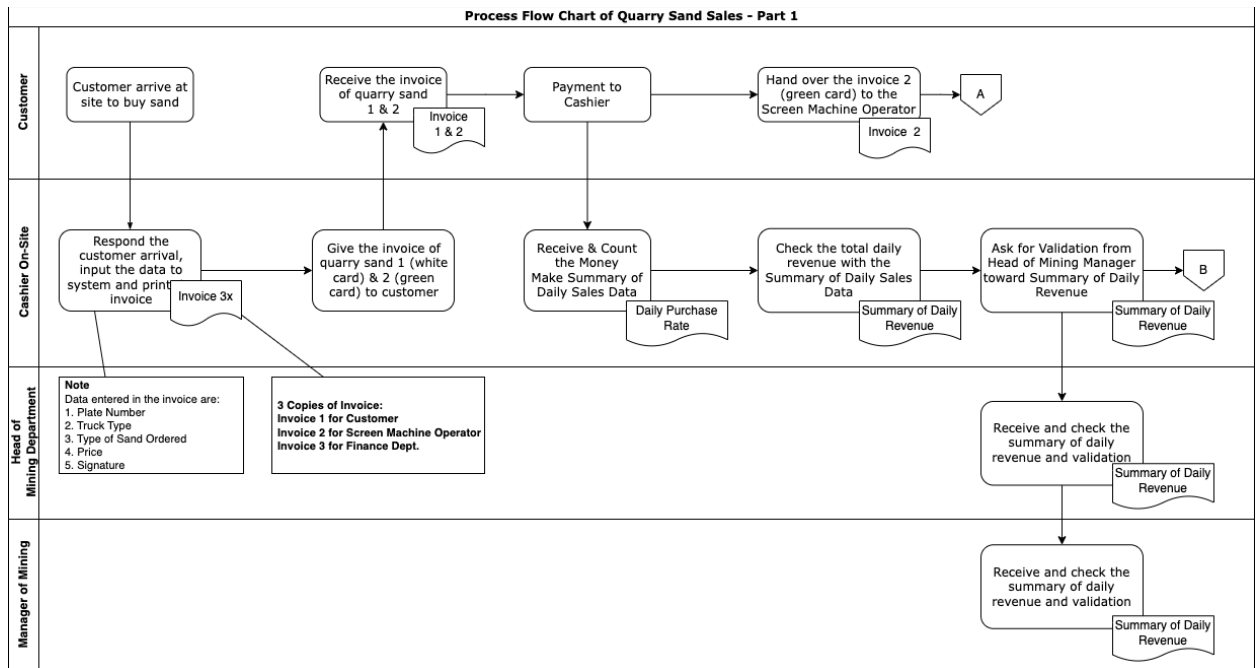 Process Flow Chart of Quarry Sand Sales - Part 1
Customer
Customer arrive at
site to buy sand
Receive the invoice
of quarry sand
1 & 2
Invoice
1 & 2
Payment to
Cashier
Hand over the invoice 2
(green card) to the
Screen Machine Operator
Invoice 2
A
Cashier On-Site
Respond the
customer arrival,
input the data to
system and print
invoice
Invoice 3x
Give the invoice of
quarry sand 1 (white
card) & 2 (green
card) to customer
Receive & Count
the Money
Make Summary of
Daily Sales Data
Daily Purchase
Rate
Check the total daily
revenue with the
Summary of Daily Sales
Data
Summary of Daily
Revenue
Ask for Validation from
Head of Mining Manager
toward Summary of Daily
Revenue
Summary of Daily
Revenue
B
Head of
Mining Department
Note
Data entered in the invoice are:
1. Plate Number
2. Truck Type
3. Type of Sand Ordered
4. Price
5. Signature
3 Copies of Invoice:
Invoice 1 for Customer
Invoice 2 for Screen Machine Operator
Invoice 3 for Finance Dept.
Receive and check the
summary of daily
revenue and validation
Summary of Daily
Revenue
Manager of Mining
Receive and check the
summary of daily
revenue and validation
Summary of Daily
Revenue